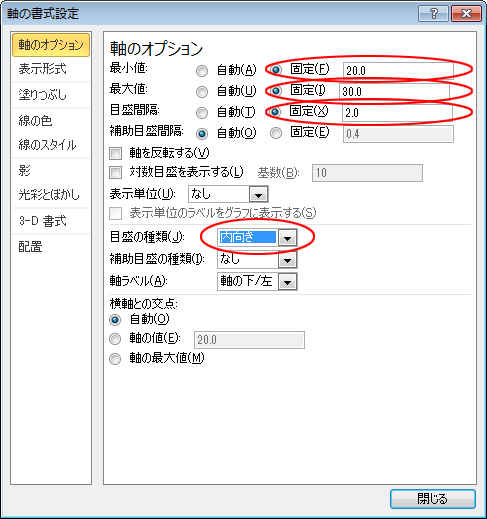 軸の書式設定
軸のオプション
表示形式
塗りつぶし
線の色
線のスタイル
影
光彩とぼかし
3-D 書式
配置
軸のオプション
最小値: 自動(A) 固定(F) 20.0
最大値: 自動(U) 固定(I) 30.0
目盛間隔: 自動(T) 固定(X) 2.0
補助目盛間隔: 自動(O) 固定(E) 0.4
軸を反転する(V)
対数目盛を表示する(L) 基数(B): 10
表示単位(U): なし
表示単位のラベルをグラフに表示する(S)
目盛の種類(J): 内向き
補助目盛の種類(I): なし
軸ラベル(A): 軸の下/左
横軸との交点:
自動(O)
軸の値(E): 20.0
軸の最大値(M)
閉じる